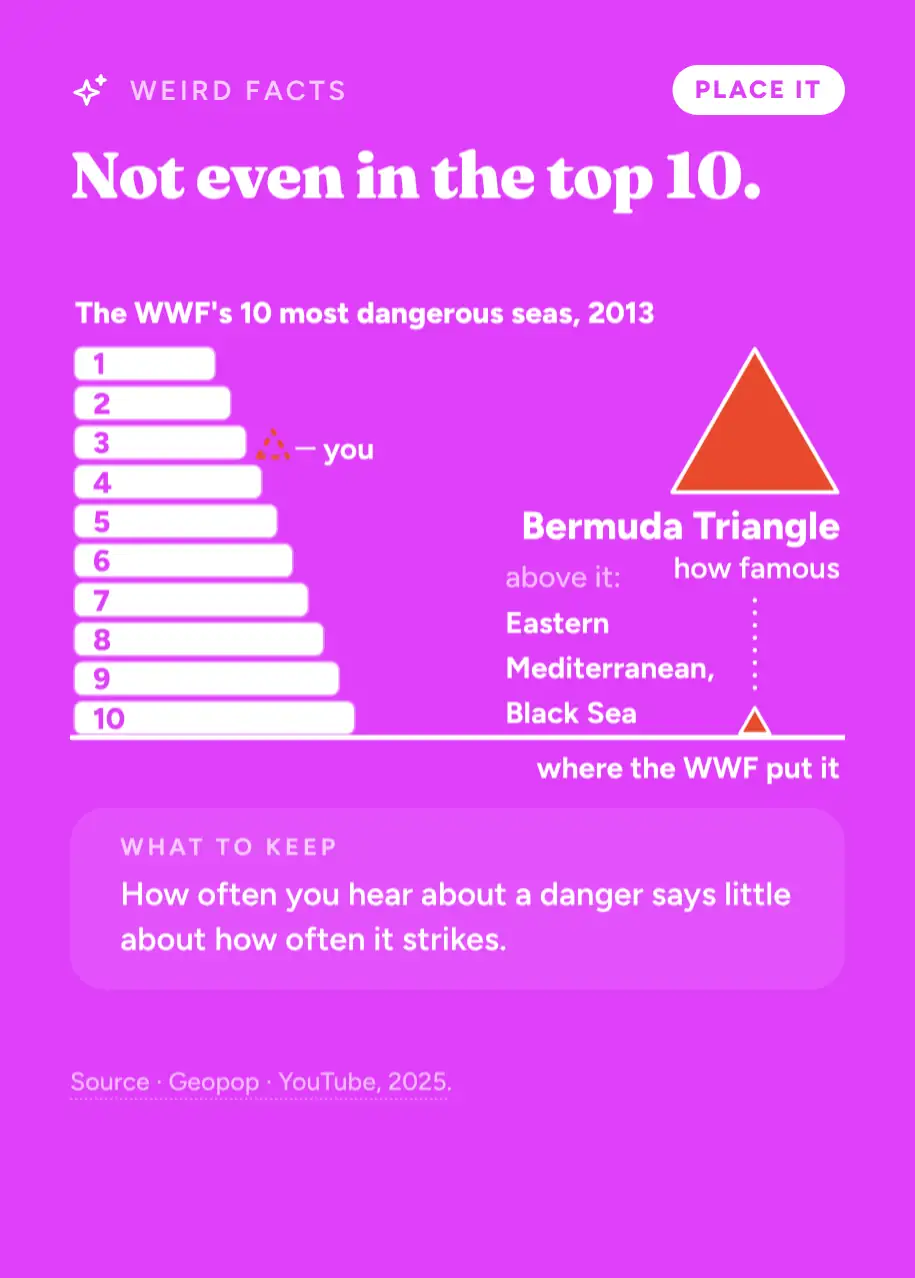 WEIRD FACTS
PLACE IT
Not even in the top 10.
The WWF's 10 most dangerous seas, 2013
1
2
3
— you
4
5
6
7
8
9
10
Bermuda Triangle
how famous
above it:
Eastern
Mediterranean,
Black Sea
where the WWF put it
WHAT TO KEEP
How often you hear about a danger says little
about how often it strikes.
Source · Geopop · YouTube, 2025.